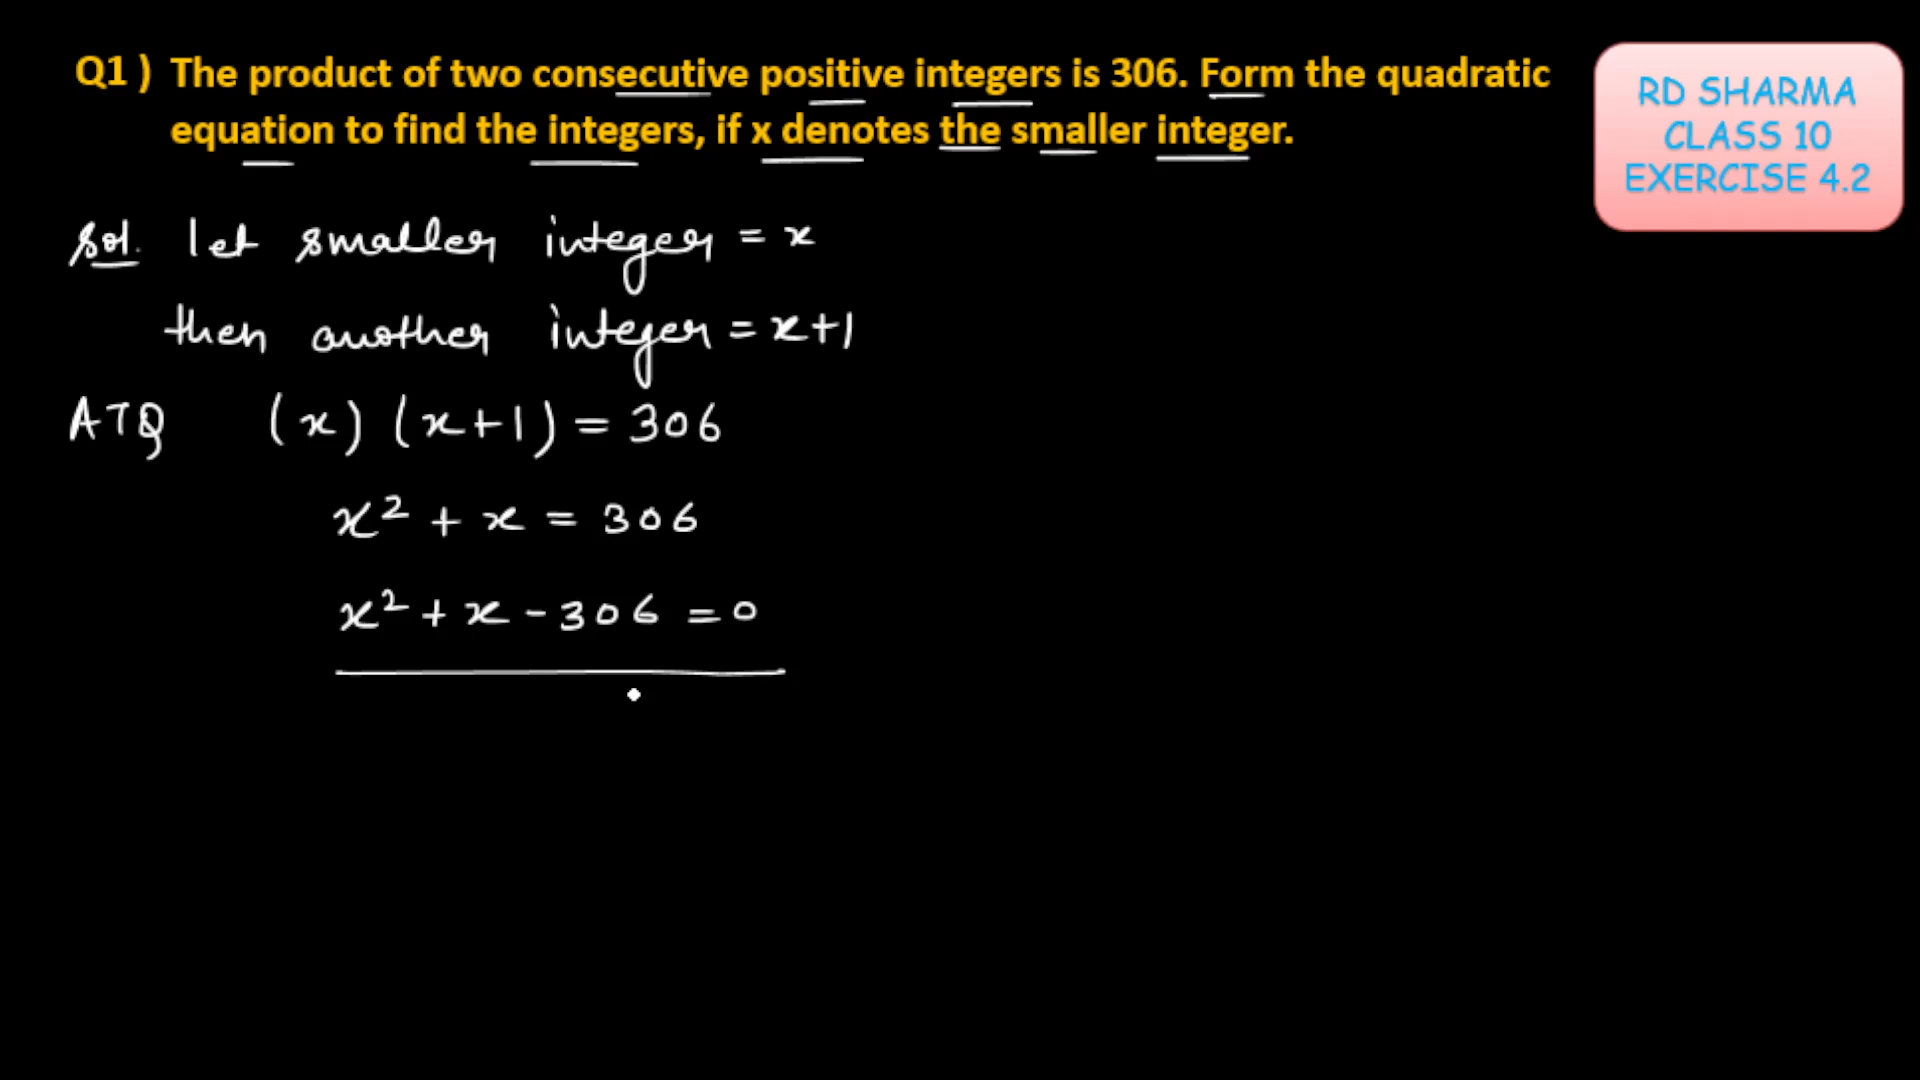 Q1 ) The product of two consecutive positive integers is 306. Form the quadratic
equation to find the integers, if x denotes the smaller integer.
RD SHARMA
CLASS 10
EXERCISE 4.2
Sol. let smaller integer = x
then another integer = x+1
ATQ (x) (x+1) = 306
x² + x = 306
x² + x - 306 = 0